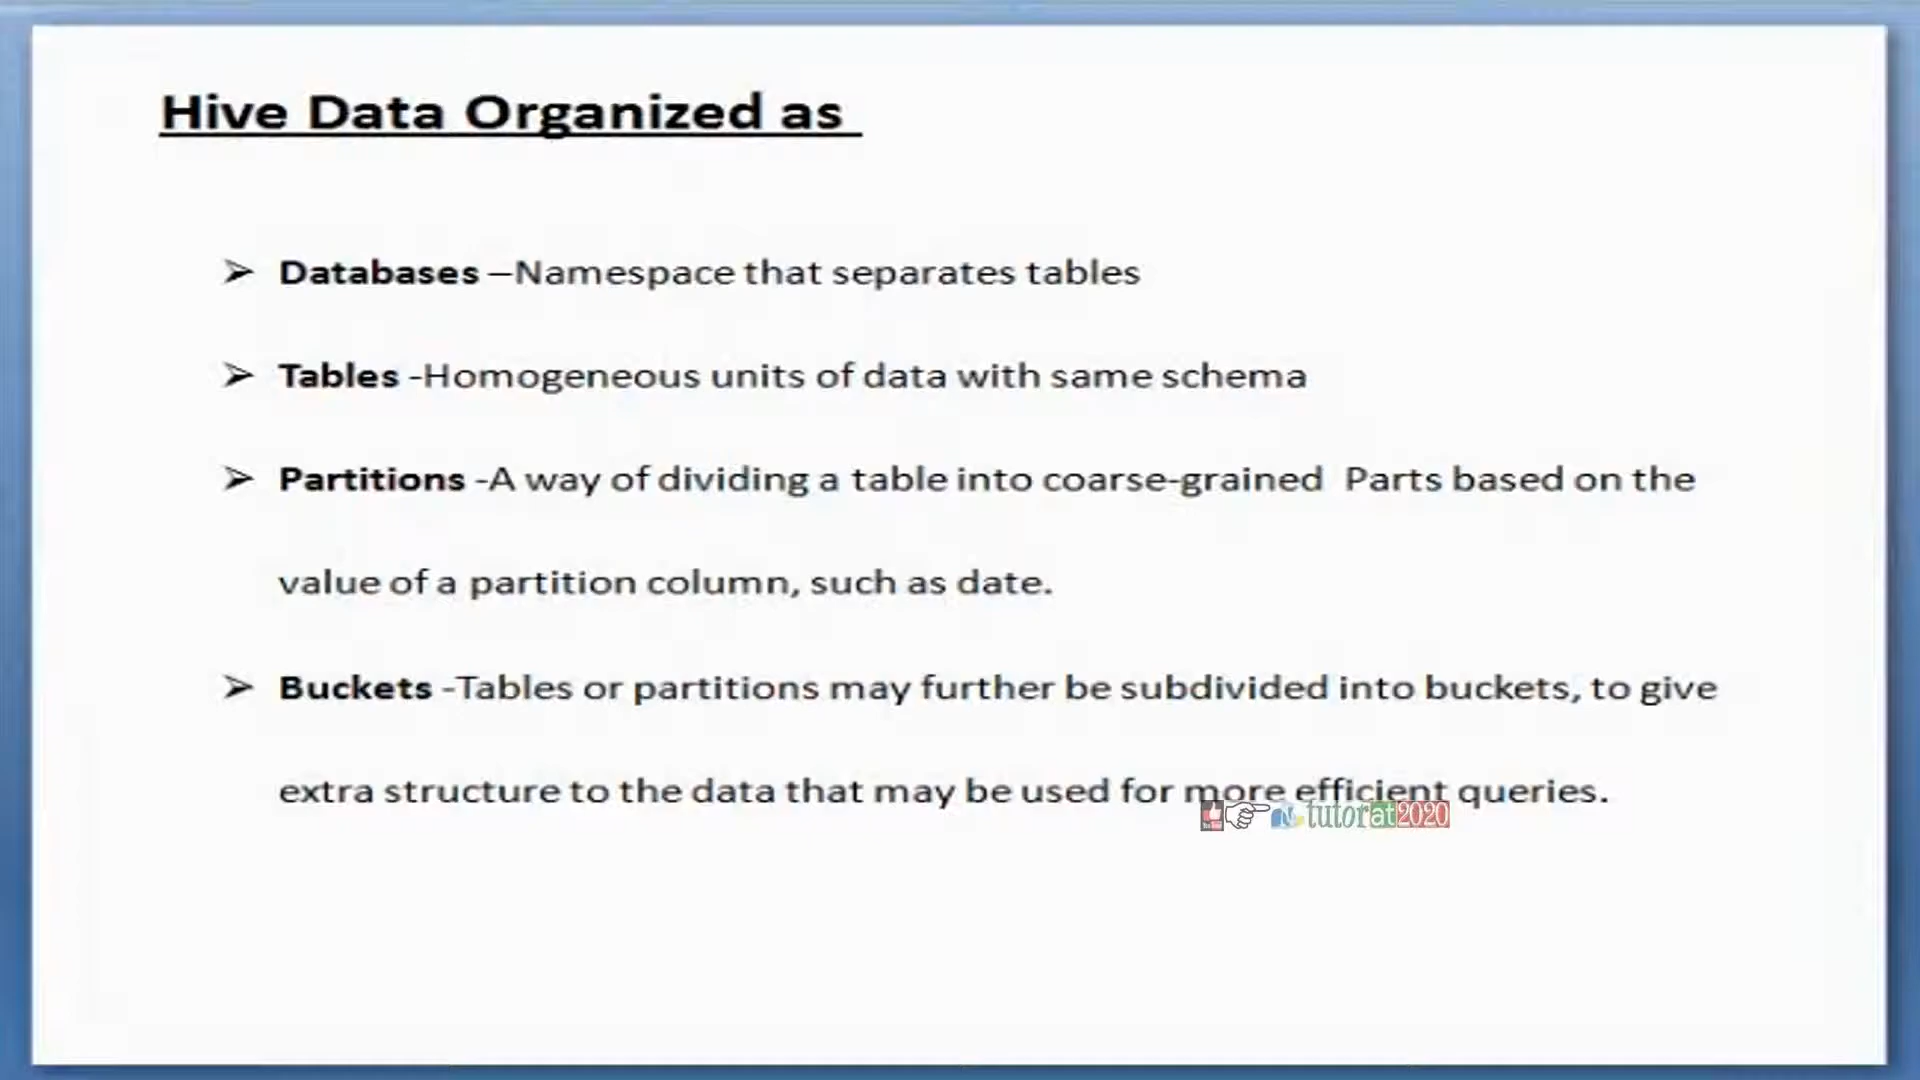 Hive Data Organized as
➢ Databases –Namespace that separates tables
➢ Tables -Homogeneous units of data with same schema
➢ Partitions -A way of dividing a table into coarse-grained Parts based on the
value of a partition column, such as date.
➢ Buckets -Tables or partitions may further be subdivided into buckets, to give
extra structure to the data that may be used for more efficient queries.
tutorat2020